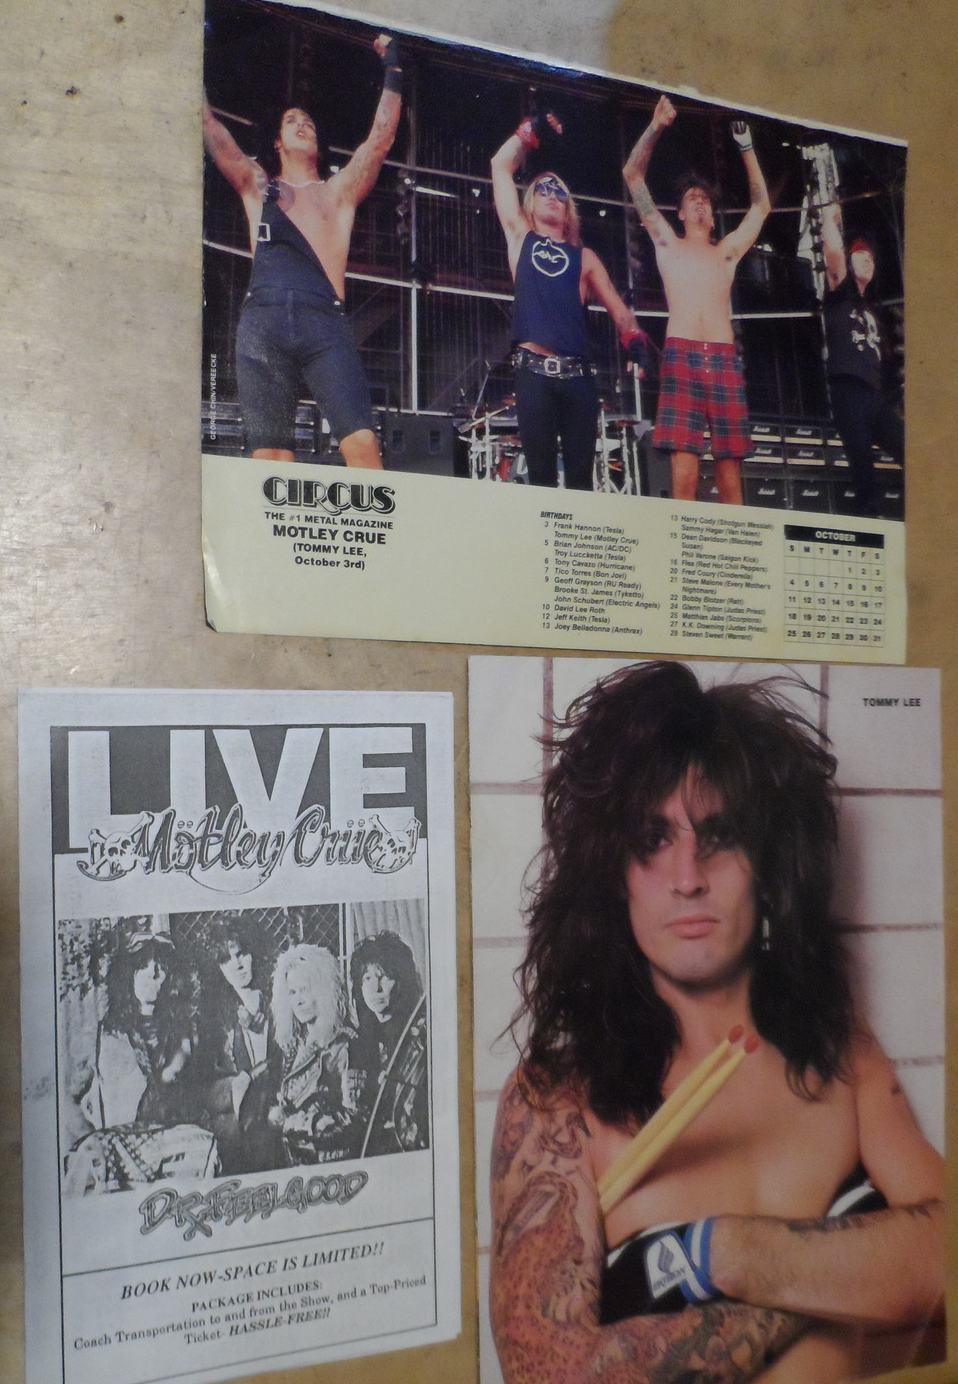 GEORGE CHIN/VEREECKE
CIRCUS
THE #1 METAL MAGAZINE
MOTLEY CRUE
(TOMMY LEE,
October 3rd)
BIRTHDAYS
3 Frank Hannon (Tesla)
Tommy Lee (Motley Crue)
5 Brian Johnson (AC/DC)
Troy Luccketta (Tesla)
6 Tony Cavazo (Hurricane)
7 Tico Torres (Bon Jovi)
9 Geoff Grayson (RU Ready)
Brooke St. James (Tyketto)
John Schubert (Electric Angels)
10 David Lee Roth
12 Jeff Keith (Tesla)
13 Joey Belladonna (Anthrax)
13 Harry Cody (Shotgun Messiah)
Sammy Hagar (Van Halen)
15 Dean Davidson (Blackeyed
Susan)
Phil Varone (Saigon Kick)
16 Flea (Red Hot Chili Peppers)
20 Fred Coury (Cinderella)
21 Steve Malone (Every Mother's
Nightmare)
22 Bobby Blotzer (Ratt)
24 Glenn Tipton (Judas Priest)
25 Matthias Jabs (Scorpions)
27 K.K. Downing (Judas Priest)
29 Steven Sweet (Warrant)
OCTOBER
S M T W T F S
1 2 3
4 5 6 7 8 9 10
11 12 13 14 15 16 17
18 19 20 21 22 23 24
25 26 27 28 29 30 31
LIVE
Mötley Crüe
DR. FEELGOOD
BOOK NOW-SPACE IS LIMITED!!
PACKAGE INCLUDES:
Coach Transportation to and from the Show, and a Top-Priced
Ticket- HASSLE-FREE!!
TOMMY LEE